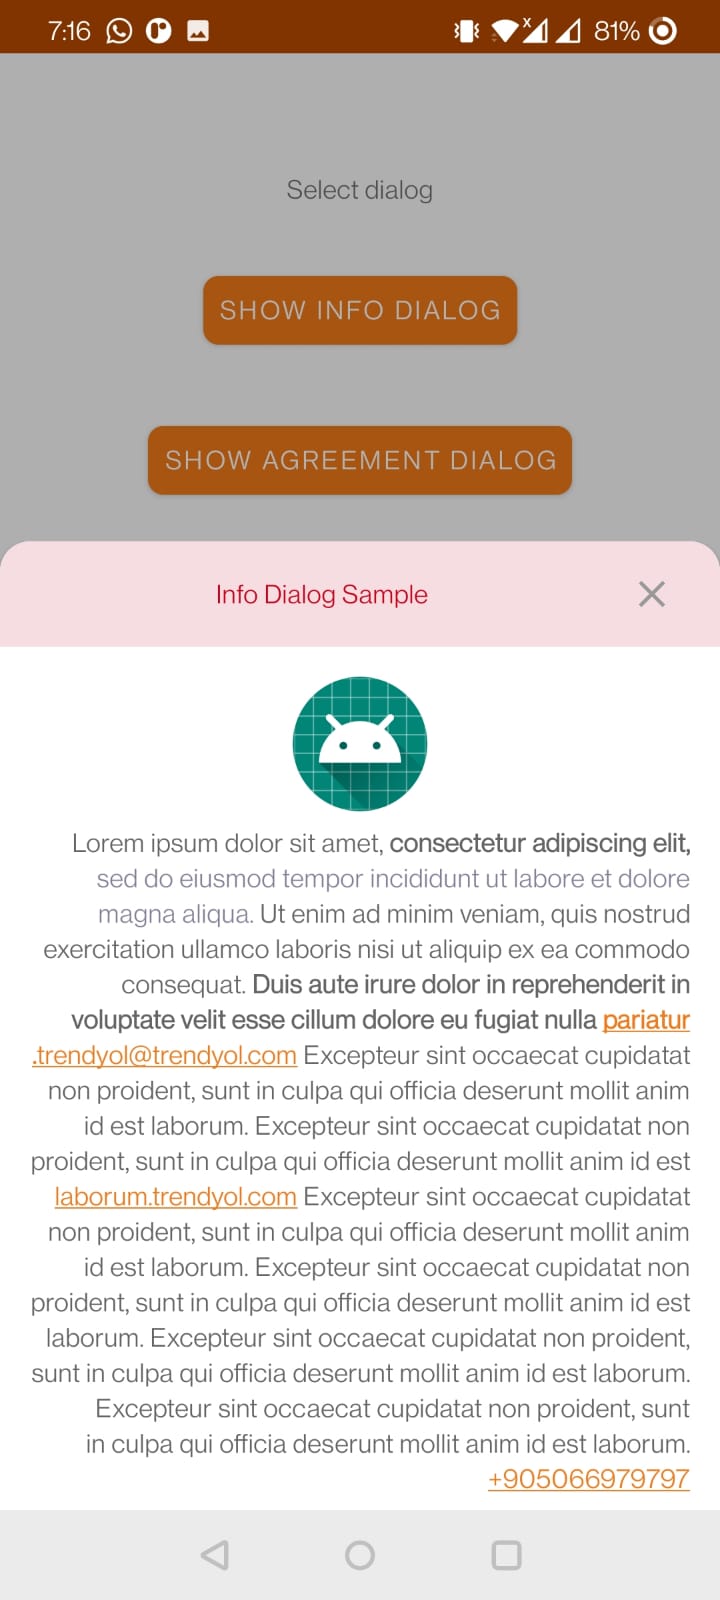 7:16
81%
Select dialog
SHOW INFO DIALOG
SHOW AGREEMENT DIALOG
Info Dialog Sample
Lorem ipsum dolor sit amet, consectetur adipiscing elit,
sed do eiusmod tempor incididunt ut labore et dolore
magna aliqua. Ut enim ad minim veniam, quis nostrud
exercitation ullamco laboris nisi ut aliquip ex ea commodo
consequat. Duis aute irure dolor in reprehenderit in
voluptate velit esse cillum dolore eu fugiat nulla pariatur
.trendyol@trendyol.com Excepteur sint occaecat cupidatat
non proident, sunt in culpa qui officia deserunt mollit anim
id est laborum. Excepteur sint occaecat cupidatat non
proident, sunt in culpa qui officia deserunt mollit anim id est
laborum.trendyol.com Excepteur sint occaecat cupidatat
non proident, sunt in culpa qui officia deserunt mollit anim
id est laborum. Excepteur sint occaecat cupidatat non
proident, sunt in culpa qui officia deserunt mollit anim id est
laborum. Excepteur sint occaecat cupidatat non proident,
sunt in culpa qui officia deserunt mollit anim id est laborum.
Excepteur sint occaecat cupidatat non proident, sunt
in culpa qui officia deserunt mollit anim id est laborum.
+905066979797